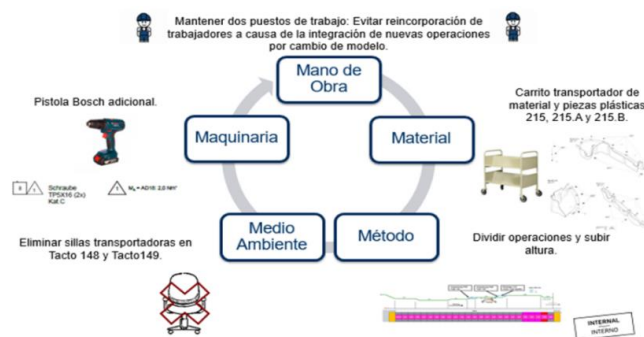 Mantener dos puestos de trabajo: Evitar reincorporación de
trabajadores a causa de la integración de nuevas operaciones
por cambio de modelo.
Mano de
Obra
Pistola Bosch adicional.
Carrito transportador de
material y piezas plásticas
215, 215.A y 215.B.
Maquinaria
Material
Schraube
TP5X16 (2x)
Kat.C
Medio
Ambiente
Método
Eliminar sillas transportadoras en
Tacto 148 y Tacto149.
Dividir operaciones y subir
altura.
INTERNAL
INTERNO